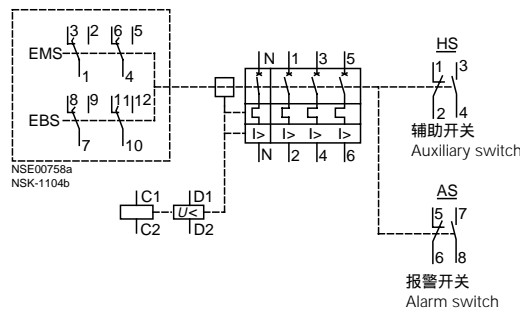 3 2 6 5
EMS
1 4
8 9 11 12
EBS
7 10
NSE00758a
NSK-1104b
C1 D1
U<
C2 D2
N 1 3 5
I> I> I> I>
N 2 4 6
HS
1 3
2 4
辅助开关
Auxiliary switch
AS
5 7
6 8
报警开关
Alarm switch